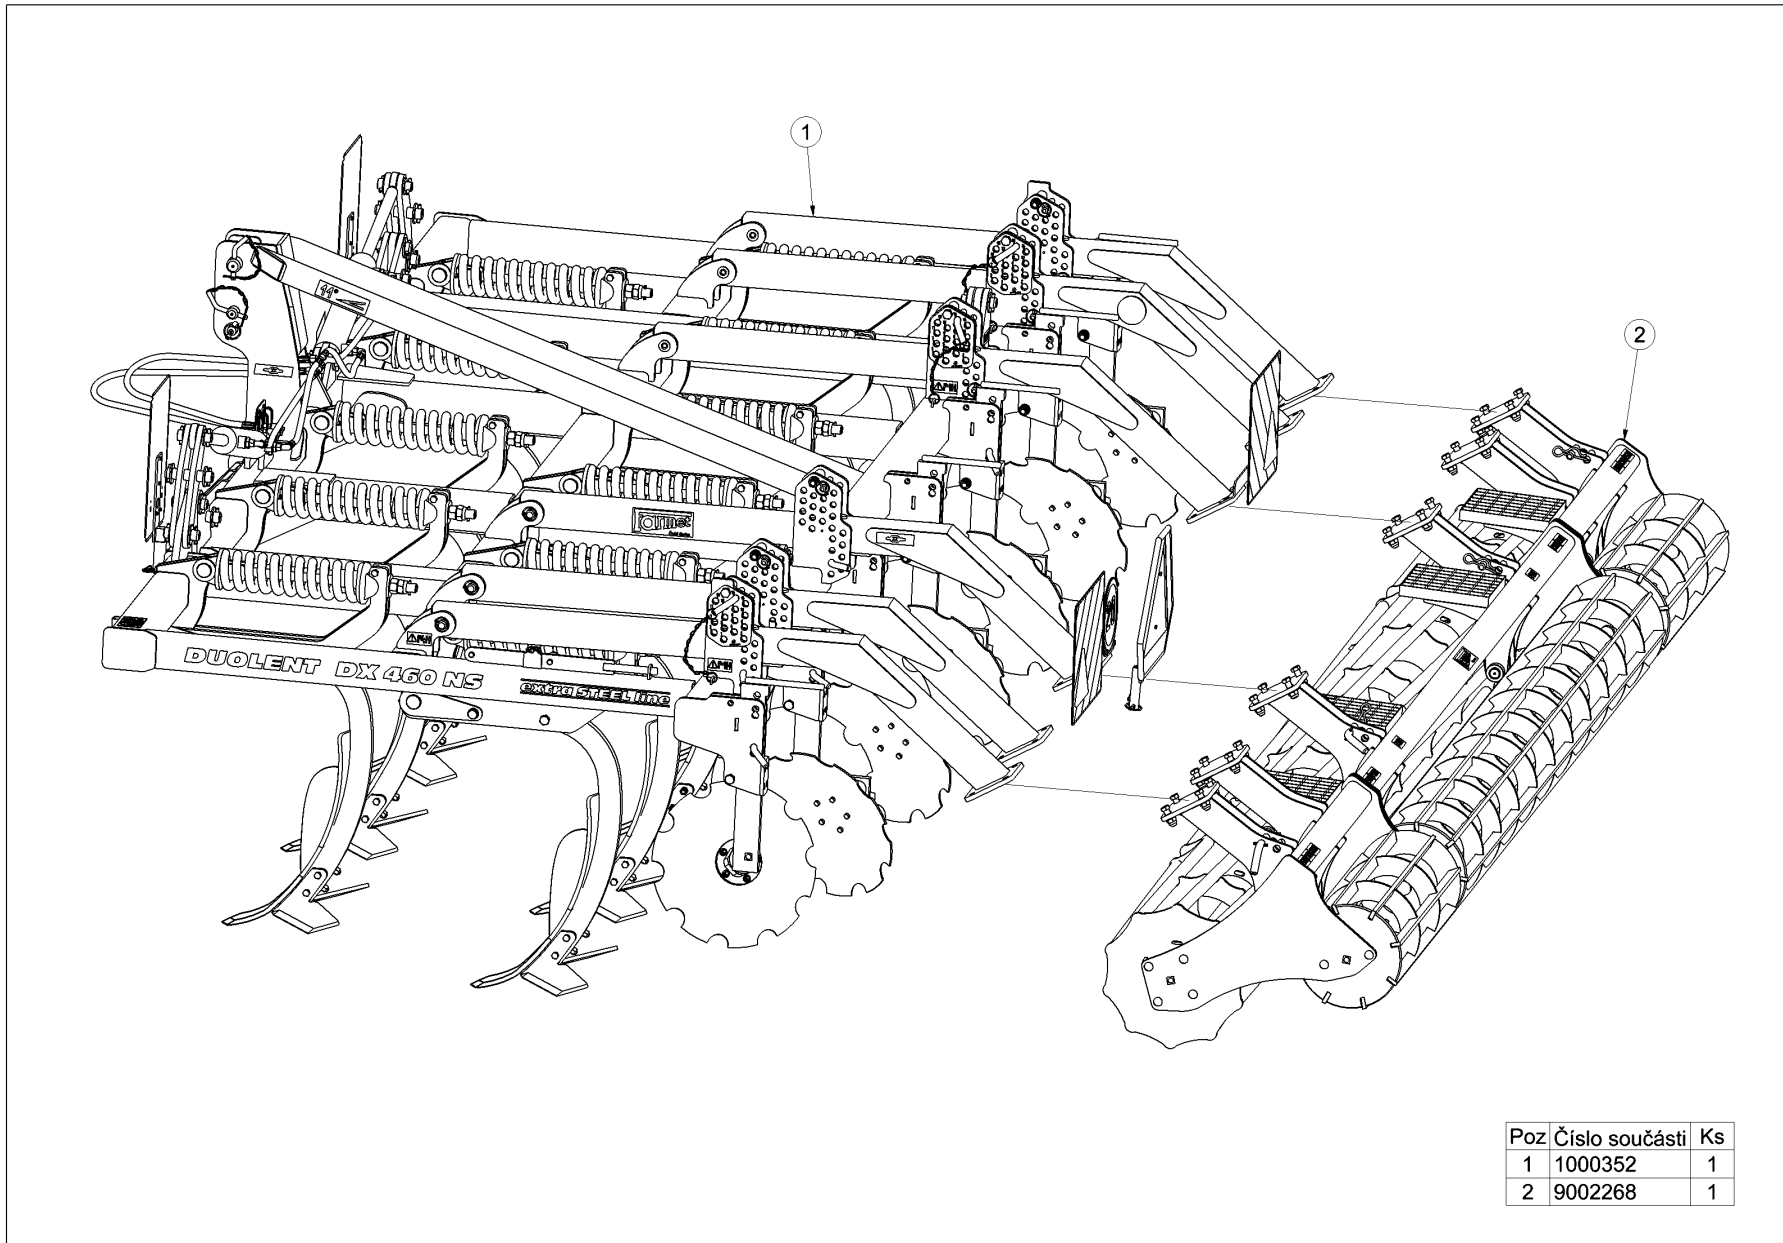 1
2
11°
Farmet
DUOLENT DX 460 NS
extra STEEL line
Poz Číslo součásti Ks
1 1000352 1
2 9002268 1